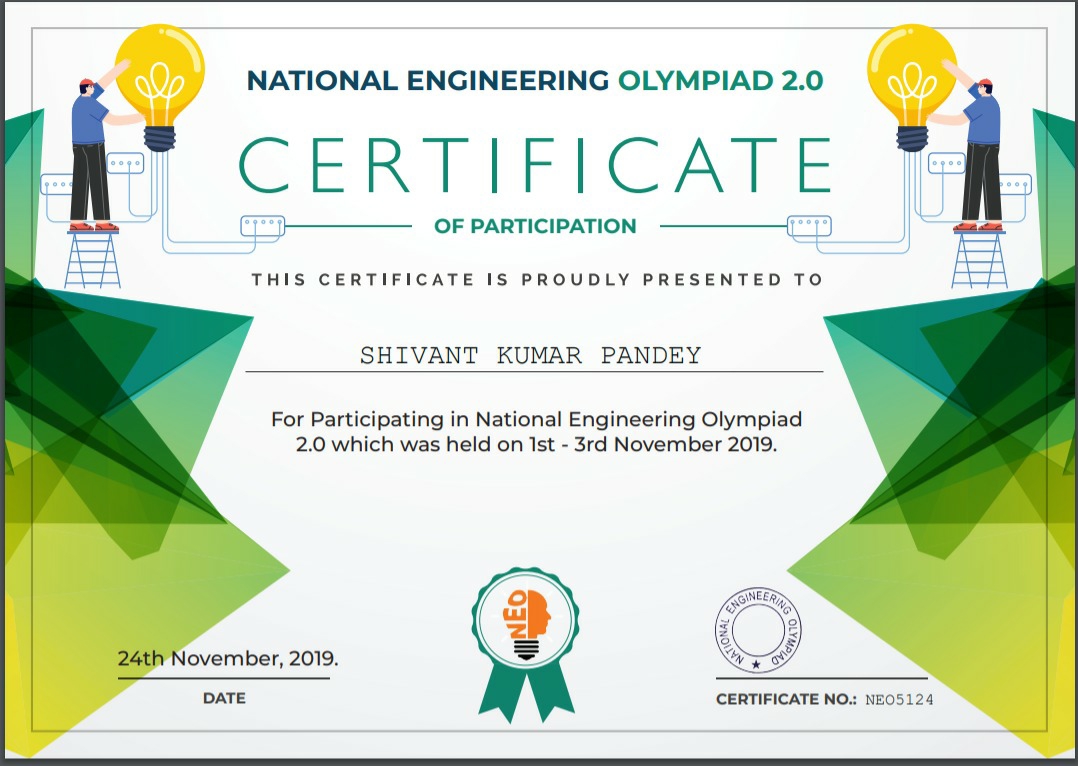 NATIONAL ENGINEERING OLYMPIAD 2.0
CERTIFICATE
OF PARTICIPATION
THIS CERTIFICATE IS PROUDLY PRESENTED TO
SHIVANT KUMAR PANDEY
For Participating in National Engineering Olympiad
2.0 which was held on 1st - 3rd November 2019.
NEO
NATIONAL ENGINEERING OLYMPIAD
24th November, 2019.
DATE
CERTIFICATE NO.: NEO5124